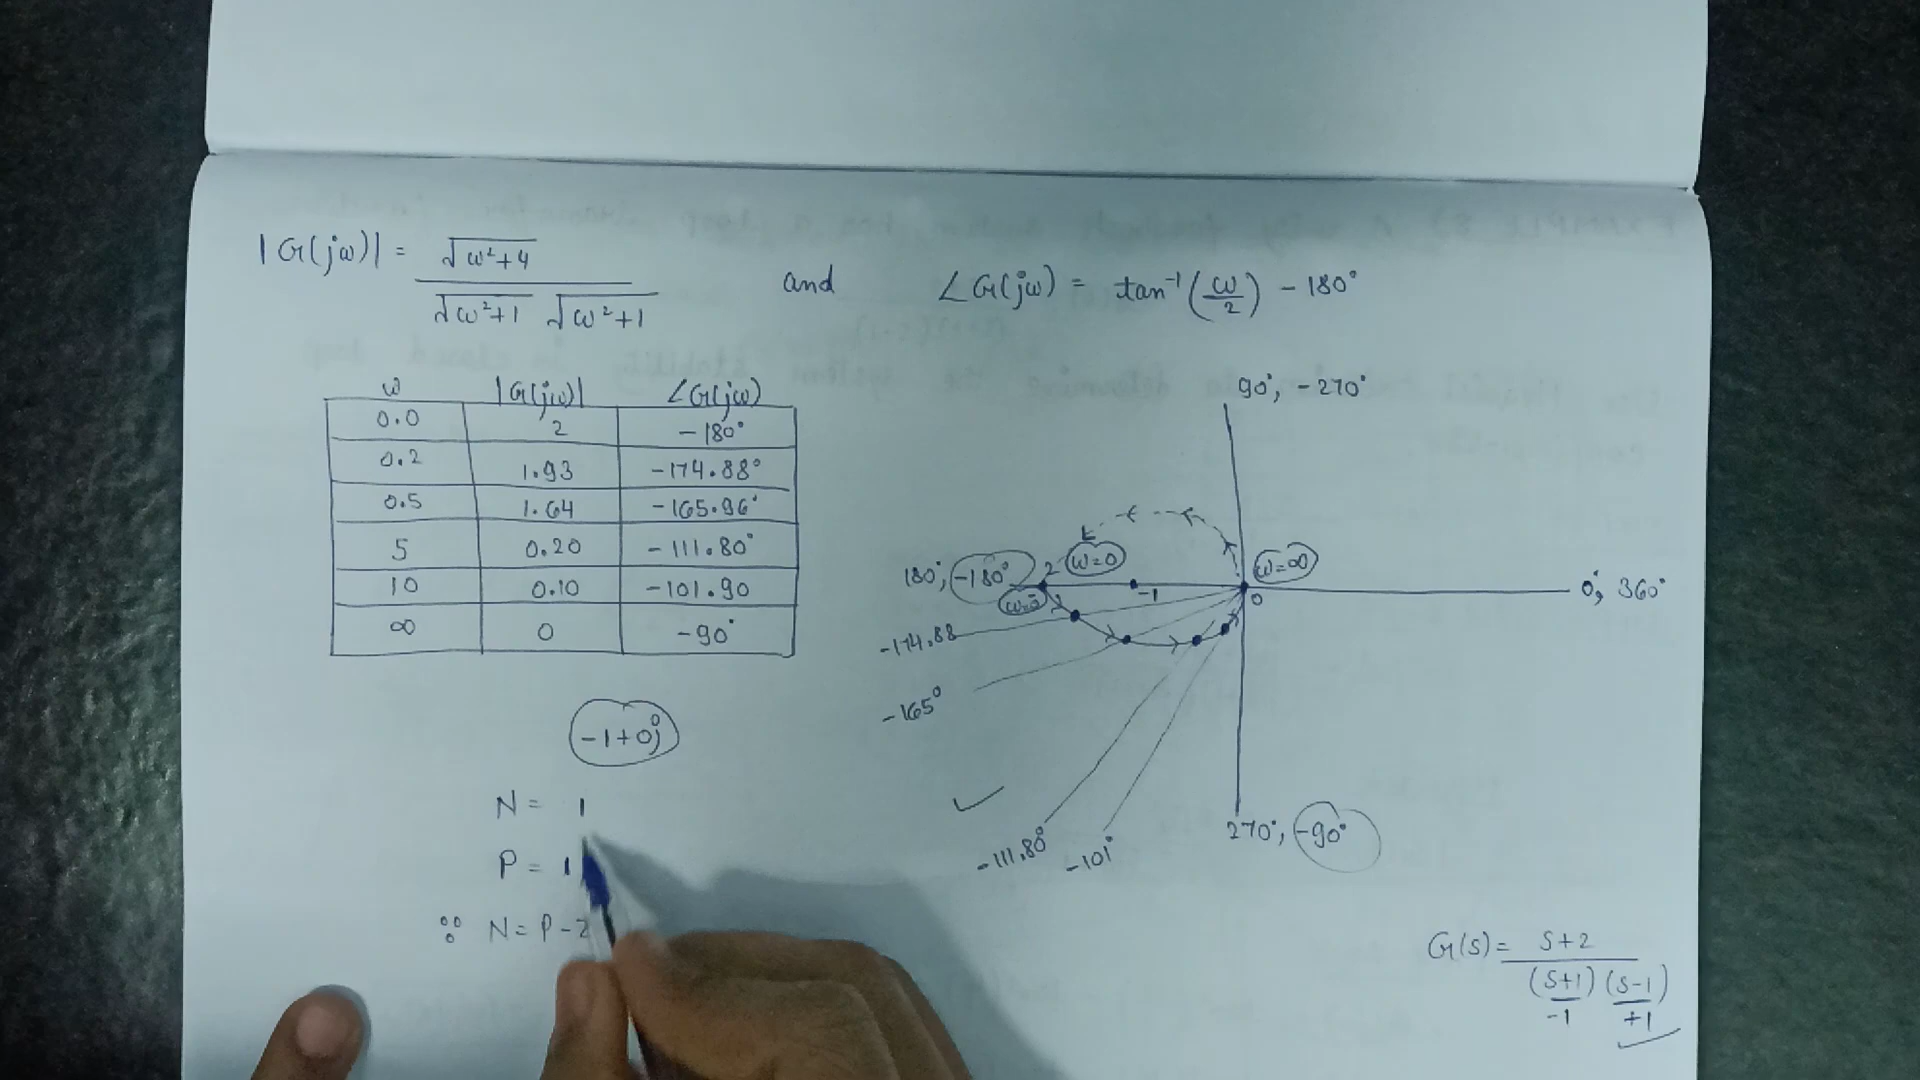 |G(jω)| = √ω²+4 / √ω²+1 √ω²+1 and ∠G(jω) = tan⁻¹(ω/2) - 180°
ω |G(jω)| ∠G(jω)
0.0 2 -180°
0.2 1.93 -174.88°
0.5 1.64 -165.96°
5 0.20 -111.80°
10 0.10 -101.90
∞ 0 -90°
90°, -270°
180°, -180° 2 ω=0 -1 ω=∞ 0 0°, 360°
-174.88
-165°
-111.80° -101°
270°, -90°
-1+0j
N = 1
P = 1
∴ N = P-Z
G(s) = s+2 / (s+1) (s-1)
-1 +1